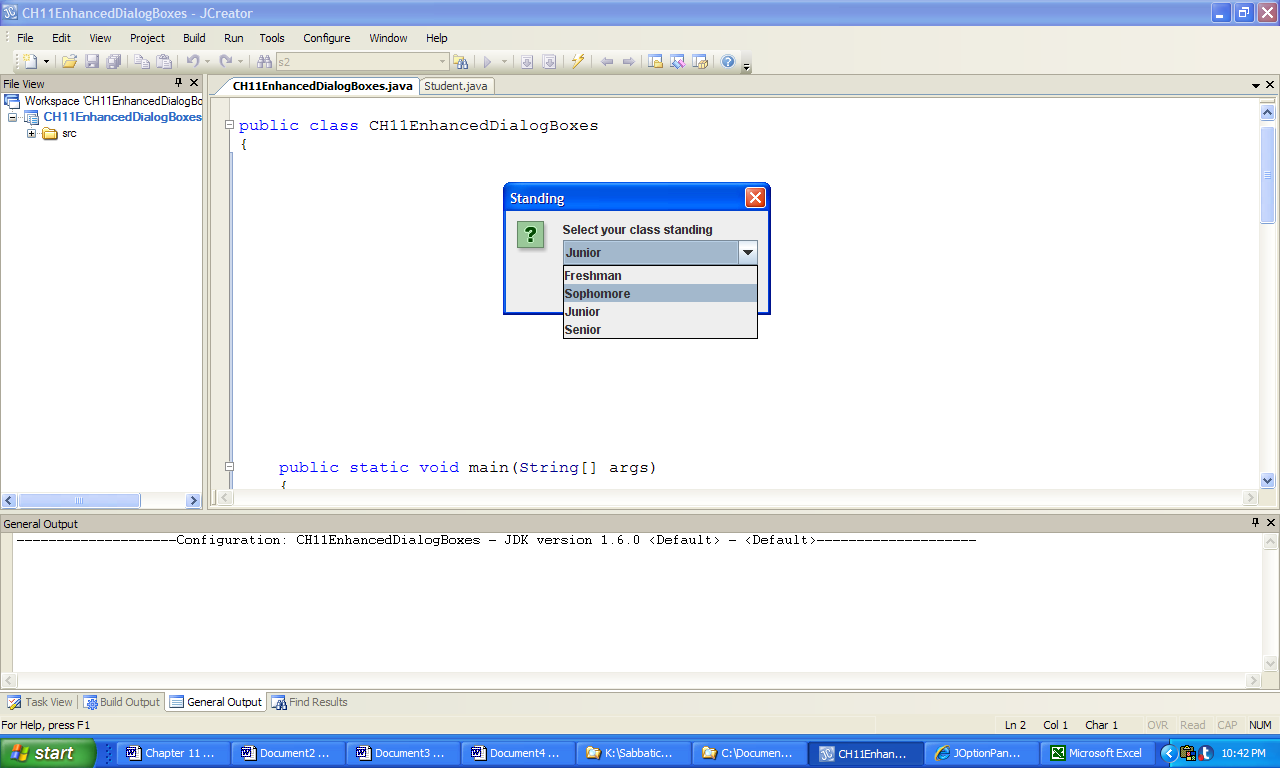 CH11EnhancedDialogBoxes - JCreator
File Edit View Project Build Run Tools Configure Window Help
s2
File View
CH11EnhancedDialogBoxes.java Student.java
Workspace 'CH11EnhancedDialogBo
CH11EnhancedDialogBoxes
src
public class CH11EnhancedDialogBoxes
{
Standing
?
Select your class standing
Junior
Freshman
Sophomore
Junior
Senior
public static void main(String[] args)
{
General Output
--------------------Configuration: CH11EnhancedDialogBoxes - JDK version 1.6.0 <Default> - <Default>--------------------
Task View Build Output General Output Find Results
For Help, press F1 Ln 2 Col 1 Char 1 OVR Read CAP NUM
start Chapter 11 ... Document2 ... Document3 ... Document4 ... K:\Sabbatic... C:\Documen... CH11Enhan... JOptionPan... Microsoft Excel 10:42 PM